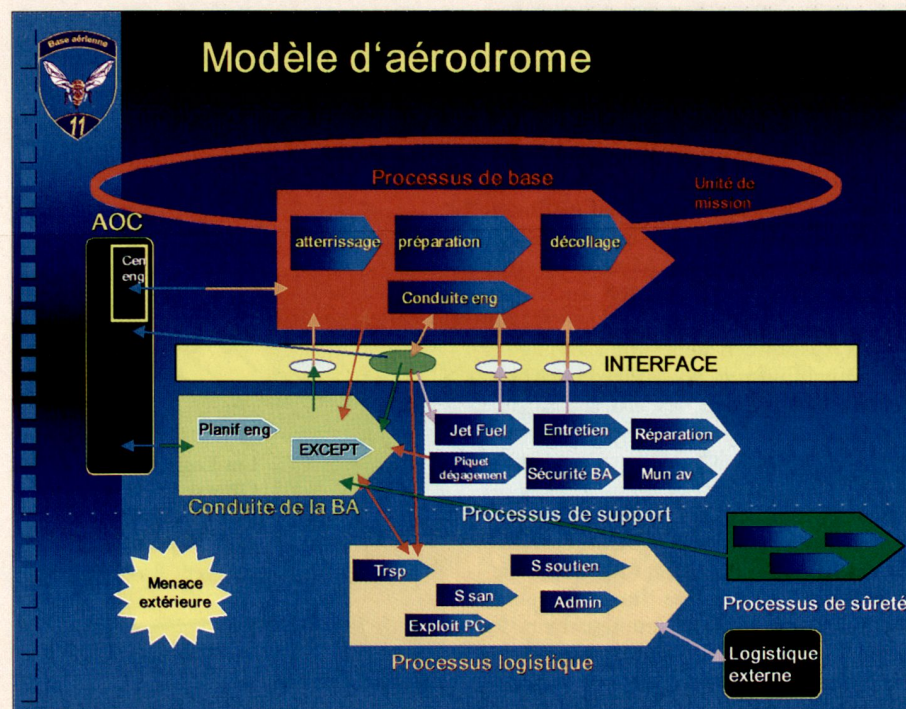 Base aérienne
11
Modèle d'aérodrome
Processus de base
Unité de
mission
AOC
Cen
eng
atterrissage
préparation
décollage
Conduite eng
INTERFACE
Planif eng
EXCEPT
Conduite de la BA
Jet Fuel
Entretien
Réparation
Piquet
dégagement
Sécurité BA
Mun av
Processus de support
Menace
extérieure
Trsp
S soutien
S san
Admin
Exploit PC
Processus logistique
Processus de sûreté
Logistique
externe